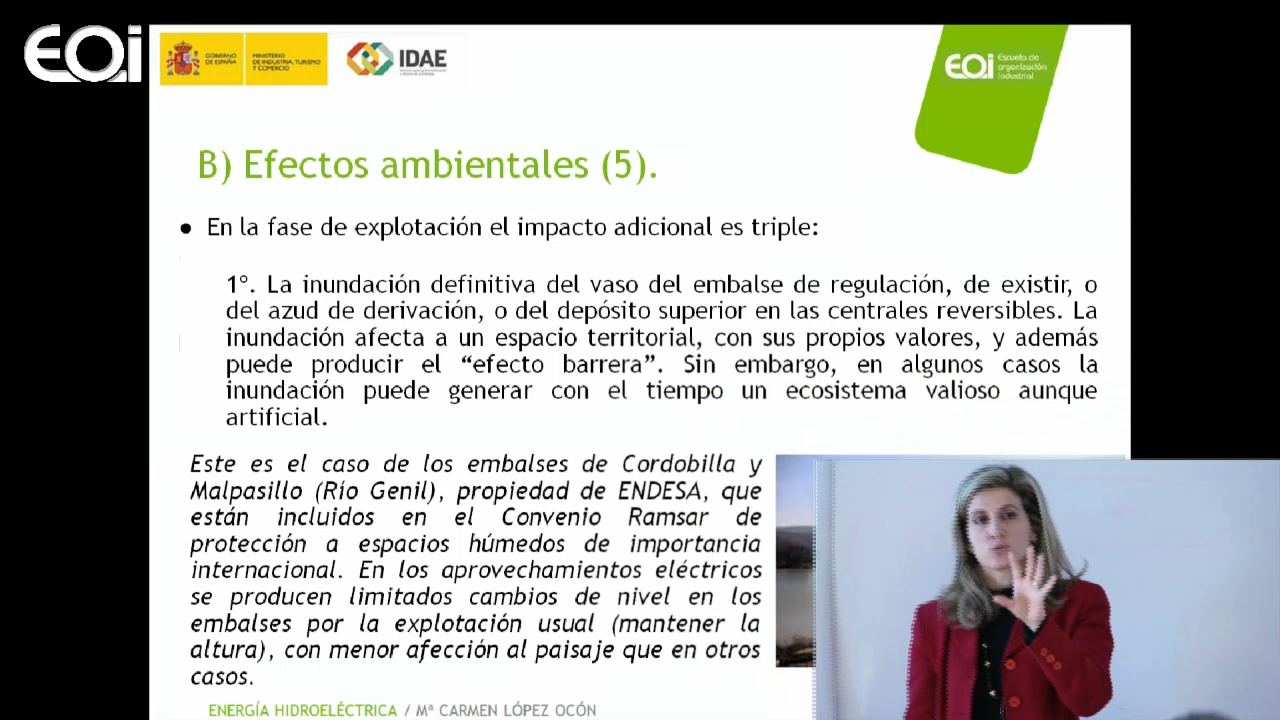 EOi
GOBIERNO
DE ESPAÑA
MINISTERIO
DE INDUSTRIA, TURISMO
Y COMERCIO
IDAE
EOi
Escuela de
organización
industrial
B) Efectos ambientales (5).
● En la fase de explotación el impacto adicional es triple:
1º. La inundación definitiva del vaso del embalse de regulación, de existir, o
del azud de derivación, o del depósito superior en las centrales reversibles. La
inundación afecta a un espacio territorial, con sus propios valores, y además
puede producir el “efecto barrera”. Sin embargo, en algunos casos la
inundación puede generar con el tiempo un ecosistema valioso aunque
artificial.
Este es el caso de los embalses de Cordobilla y
Malpasillo (Río Genil), propiedad de ENDESA, que
están incluidos en el Convenio Ramsar de
protección a espacios húmedos de importancia
internacional. En los aprovechamientos eléctricos
se producen limitados cambios de nivel en los
embalses por la explotación usual (mantener la
altura), con menor afección al paisaje que en otros
casos.
ENERGÍA HIDROELÉCTRICA / Mª CARMEN LÓPEZ OCÓN